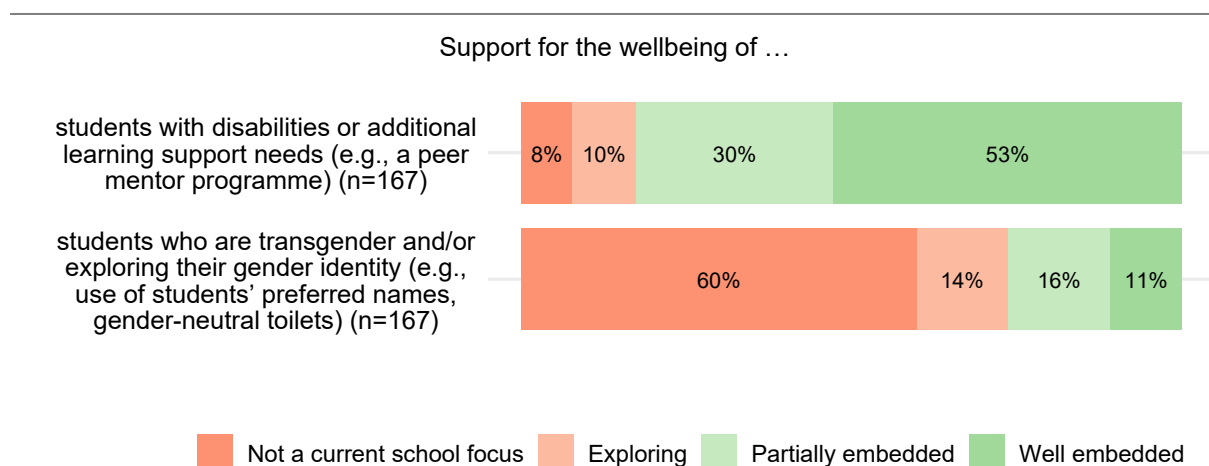 Support for the wellbeing of …
students with disabilities or additional
learning support needs (e.g., a peer
mentor programme) (n=167)
8% 10% 30% 53%
students who are transgender and/or
exploring their gender identity (e.g.,
use of students’ preferred names,
gender-neutral toilets) (n=167)
60% 14% 16% 11%
Not a current school focus Exploring Partially embedded Well embedded